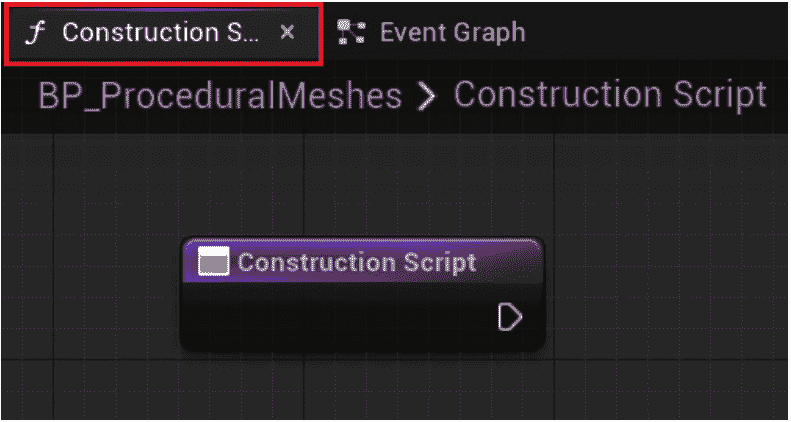 f Construction S... × Event Graph
BP_ProceduralMeshes > Construction Script
Construction Script